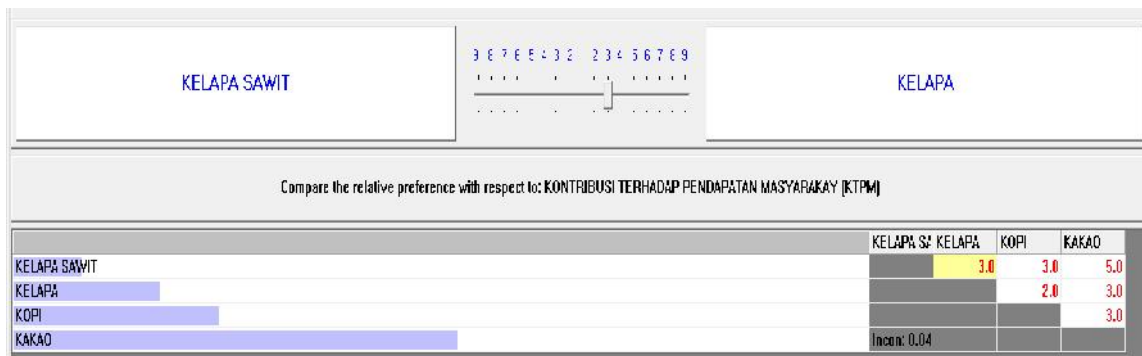 9 8 7 6 5 4 3 2 2 3 4 5 6 7 8 9
KELAPA SAWIT KELAPA
Compare the relative preference with respect to: KONTRIBUSI TERHADAP PENDAPATAN MASYARAKAY (KTPM)
KELAPA SA KELAPA KOPI KAKAO
KELAPA SAWIT 3.0 3.0 5.0
KELAPA 2.0 3.0
KOPI 3.0
KAKAO Incon: 0.04